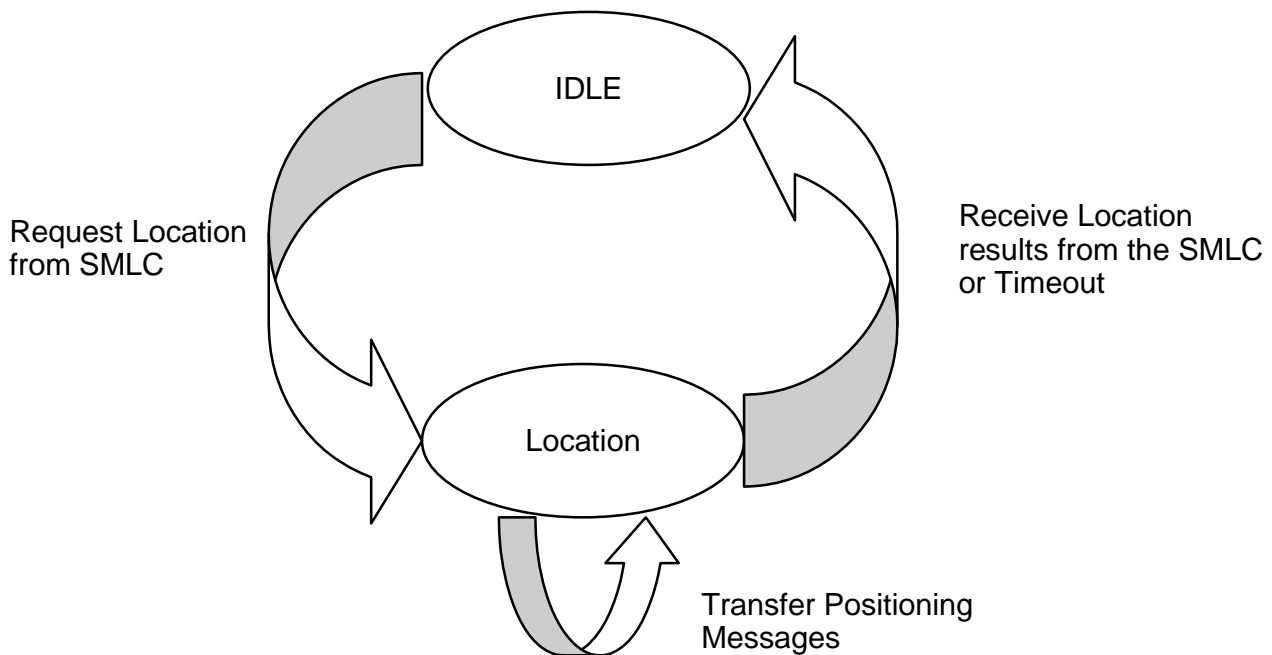 IDLE
Request Location
from SMLC
Receive Location
results from the SMLC
or Timeout
Location
Transfer Positioning
Messages